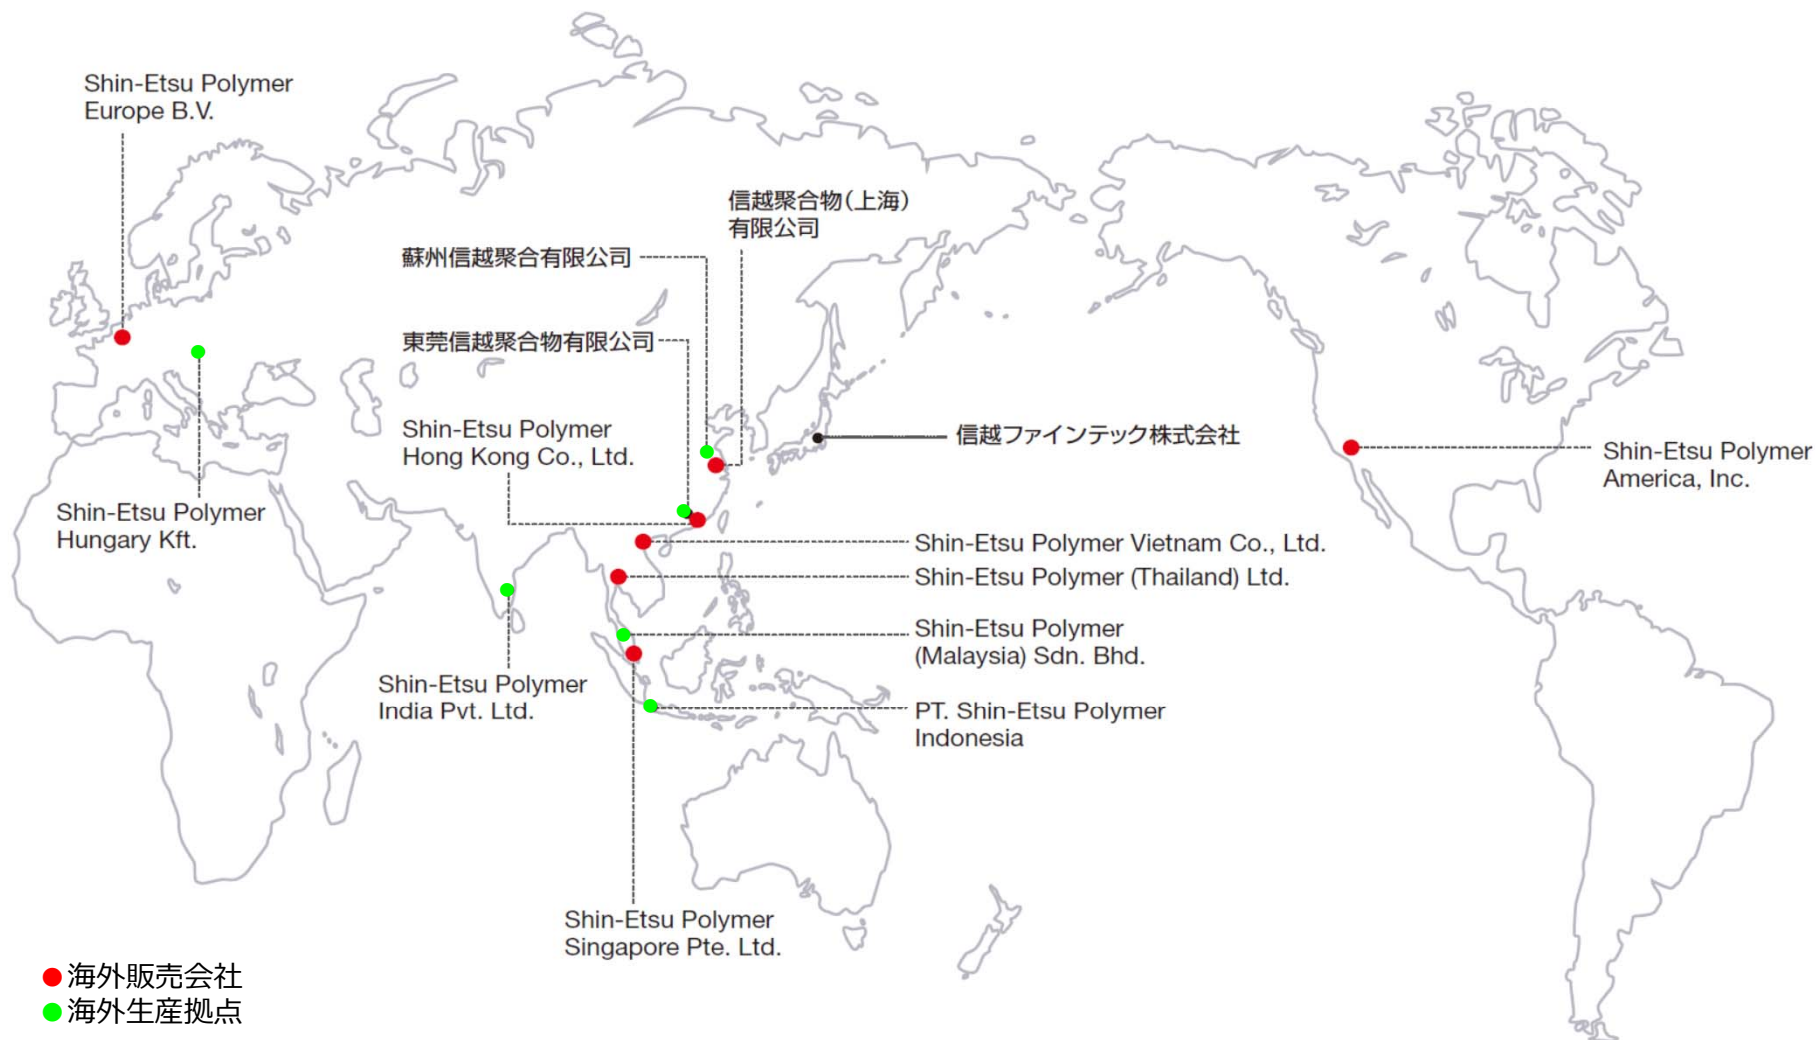 Shin-Etsu Polymer
Europe B.V.
信越聚合物(上海)
有限公司
蘇州信越聚合有限公司
東莞信越聚合物有限公司
Shin-Etsu Polymer
Hong Kong Co., Ltd.
信越ファインテック株式会社
Shin-Etsu Polymer
America, Inc.
Shin-Etsu Polymer
Hungary Kft.
Shin-Etsu Polymer Vietnam Co., Ltd.
Shin-Etsu Polymer (Thailand) Ltd.
Shin-Etsu Polymer
(Malaysia) Sdn. Bhd.
Shin-Etsu Polymer
India Pvt. Ltd.
PT. Shin-Etsu Polymer
Indonesia
Shin-Etsu Polymer
Singapore Pte. Ltd.
海外販売会社
海外生産拠点